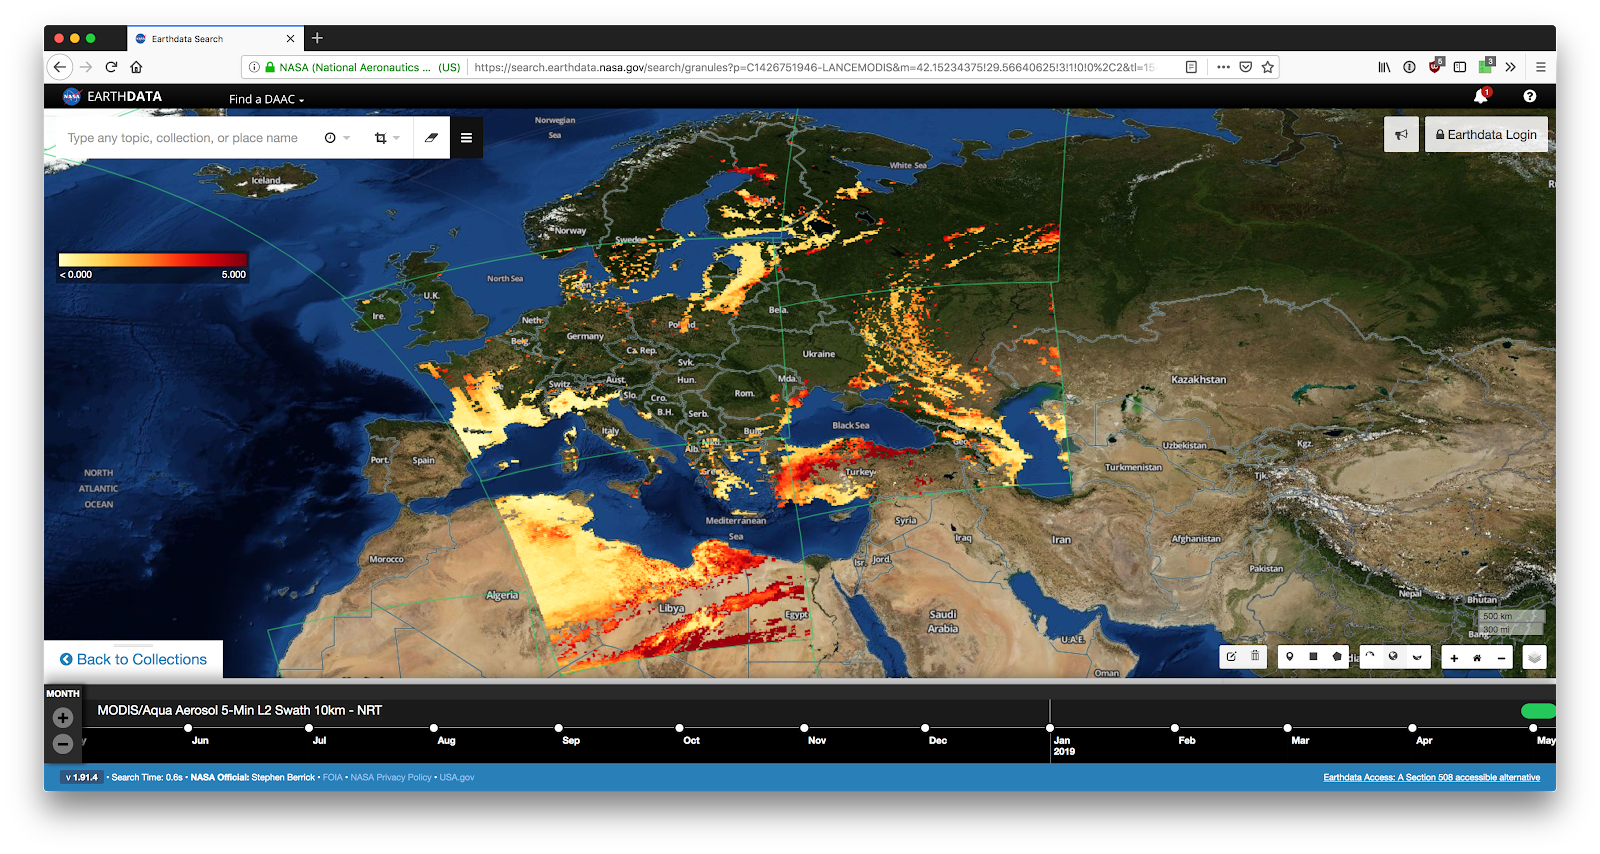 Earthdata Search
NASA (National Aeronautics ... (US)
https://search.earthdata.nasa.gov/search/granules?p=C1426751946-LANCEMODIS&m=42.15234375!29.56640625!3!1!0!0%2C2&tl=15
5
3
EARTHDATA
Find a DAAC
1
Type any topic, collection, or place name
Earthdata Login
Norwegian
Sea
White Sea
Iceland
Norway
Swede
< 0.000
5.000
North Sea
U.K.
Ire.
Neth.
Belg.
Germany
Poland
Bela.
Ca. Rep.
Ukraine
Svk.
Switz.
Aust.
Hun.
Mda.
Kazakhstan
Slo.
Cro.
Rom.
B.H.
Serb.
Italy
Bul.
Black Sea
Alb.
Geo.
Uzbekistan
Kgz.
Port.
Spain
Greece
Turkey
Turkmenistan
Tjk.
NORTH
ATLANTIC
OCEAN
Mediterranean
Sea
Syria
Iraq
Iran
Afghanistan
Morocco
Isr.
Jord.
Pakistan
Algeria
Libya
Egypt
Saudi
Arabia
Nepal
Bhutan
500 km
300 mi
Bang.
U.A.E.
Oman
Back to Collections
MONTH
MODIS/Aqua Aerosol 5-Min L2 Swath 10km - NRT
Jun
Jul
Aug
Sep
Oct
Nov
Dec
Jan
2019
Feb
Mar
Apr
May
v 1.91.4 • Search Time: 0.6s • NASA Official: Stephen Berrick • FOIA • NASA Privacy Policy • USA.gov
Earthdata Access: A Section 508 accessible alternative